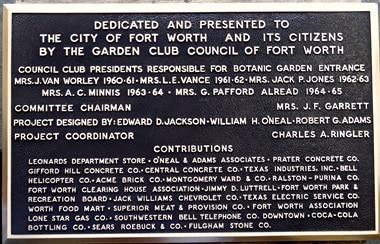 DEDICATED AND PRESENTED TO
THE CITY OF FORT WORTH AND ITS CITIZENS
BY THE GARDEN CLUB COUNCIL OF FORT WORTH
COUNCIL CLUB PRESIDENTS RESPONSIBLE FOR BOTANIC GARDEN ENTRANCE
MRS. J. VAN WORLEY 1960-61 · MRS. L. E. VANCE 1961-62 · MRS. JACK P. JONES 1962-63
MRS. A. C. MINNIS 1963-64 · MRS. G. PAFFORD ALREAD 1964-65
COMMITTEE CHAIRMAN MRS. J. F. GARRETT
PROJECT DESIGNED BY: EDWARD D. JACKSON · WILLIAM H. O'NEAL · ROBERT G. ADAMS
PROJECT COORDINATOR CHARLES A. RINGLER
CONTRIBUTIONS
LEONARDS DEPARTMENT STORE · O'NEAL & ADAMS ASSOCIATES · PRATER CONCRETE CO.
GIFFORD HILL CONCRETE CO. · CENTRAL CONCRETE CO. · TEXAS INDUSTRIES, INC. · BELL
HELICOPTER CO. · ACME BRICK CO. · MONTGOMERY WARD & CO. · RALSTON - PURINA CO.
FORT WORTH CLEARING HOUSE ASSOCIATION · JIMMY D. LUTTRELL · FORT WORTH PARK &
RECREATION BOARD · JACK WILLIAMS CHEVROLET CO. · TEXAS ELECTRIC SERVICE CO.
WORTH FOOD MART · SUPERIOR MEAT & PROVISION CO. · FORT WORTH ASSOCIATION
LONE STAR GAS CO. · SOUTHWESTERN BELL TELEPHONE CO. DOWNTOWN · COCA-COLA
BOTTLING CO. · SEARS ROEBUCK & CO. · FULGHAM STONE CO.